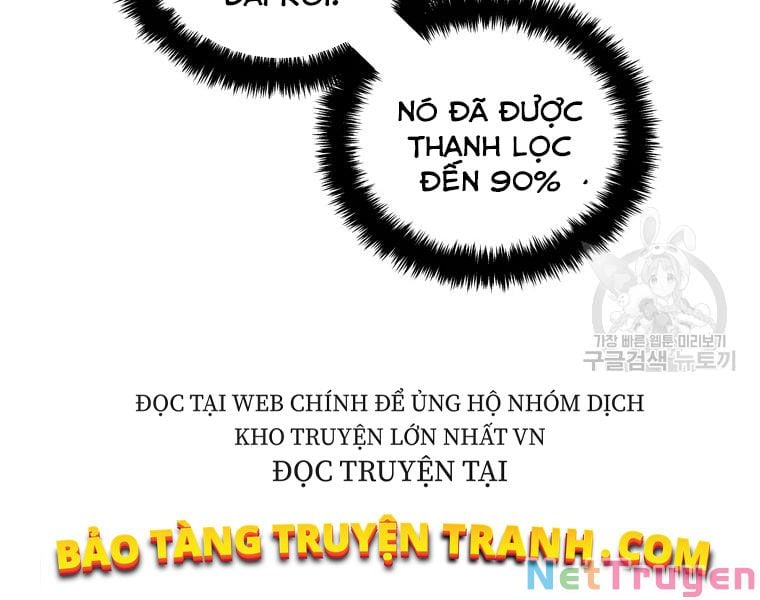 NÓ ĐÃ ĐƯỢC
THANH LỌC
ĐẾN 90%
가장 빠른 웹툰 미리보기
구글검색 뉴토끼
ĐỌC TẠI WEB CHÍNH ĐỂ ỦNG HỘ NHÓM DỊCH
KHO TRUYỆN LỚN NHẤT VN
ĐỌC TRUYỆN TẠI
BẢO TÀNG TRUYỆN TRANH.COM
NetTruyen